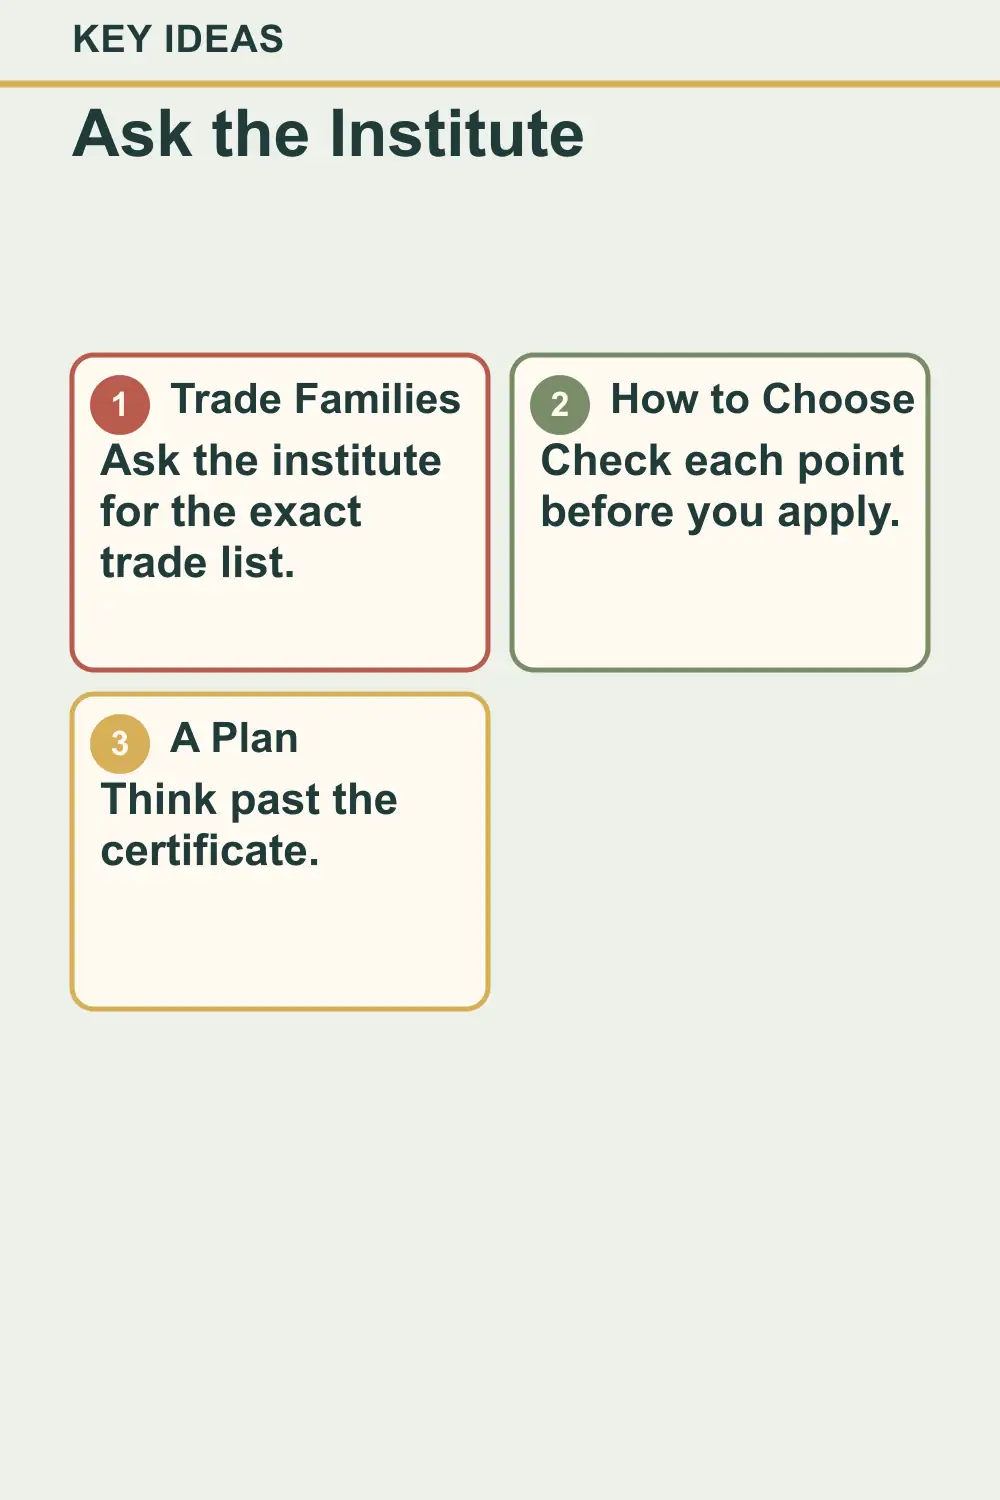 KEY IDEAS
Ask the Institute
1 Trade Families
Ask the institute
for the exact
trade list.
2 How to Choose
Check each point
before you apply.
3 A Plan
Think past the
certificate.